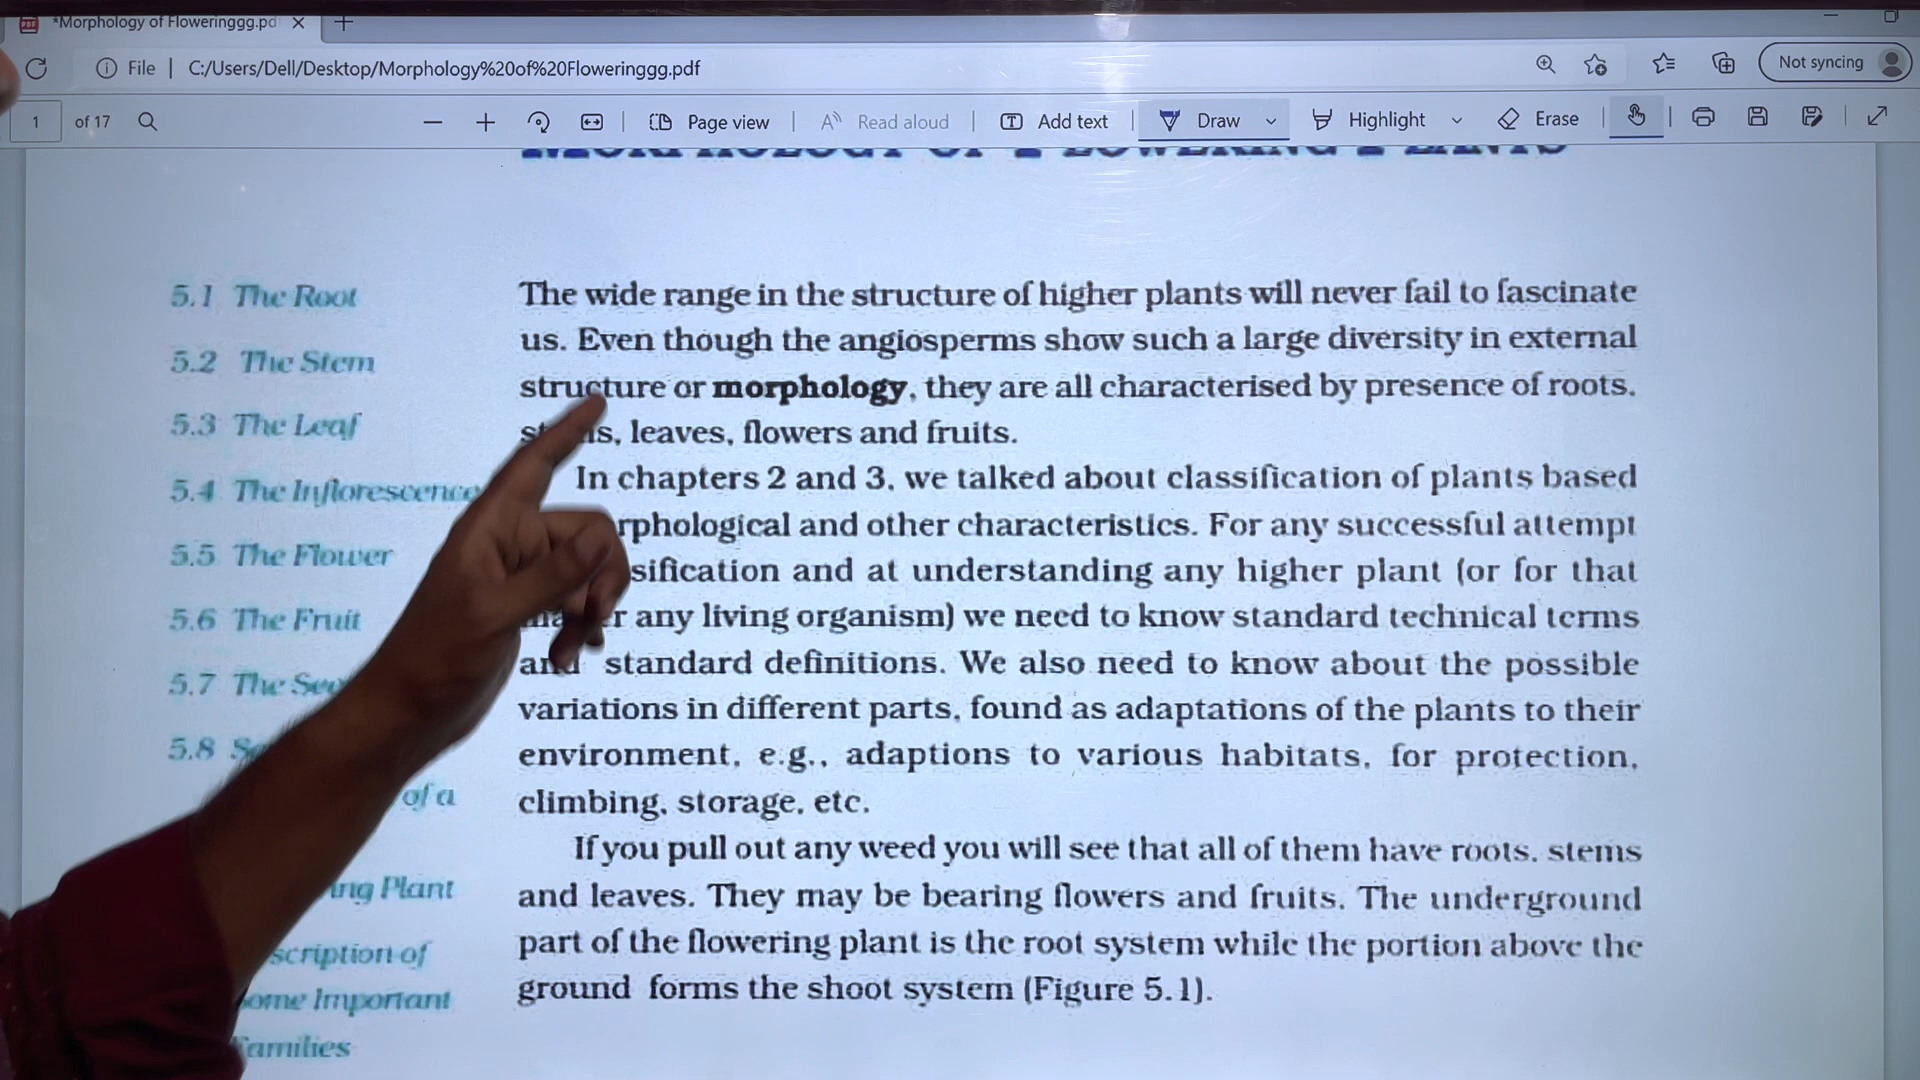 *Morphology of Floweringgg.pd
File
C:/Users/Dell/Desktop/Morphology%20of%20Floweringgg.pdf
Not syncing
1 of 17
Page view
Read aloud
Add text
Draw
Highlight
Erase
MORPHOLOGY OF FLOWERING PLANTS
5.1 The Root
5.2 The Stem
5.3 The Leaf
5.4 The Inflorescence
5.5 The Flower
5.6 The Fruit
5.7 The
5.8
of a
Plant
of
Important
Families
The wide range in the structure of higher plants will never fail to fascinate
us. Even though the angiosperms show such a large diversity in external
structure or morphology, they are all characterised by presence of roots,
leaves, flowers and fruits.
In chapters 2 and 3, we talked about classification of plants based
and other characteristics. For any successful attempt
and at understanding any higher plant (or for that
any living organism) we need to know standard technical terms
and standard definitions. We also need to know about the possible
variations in different parts, found as adaptations of the plants to their
environment, e.g., adaptions to various habitats, for protection,
climbing, storage, etc.
If you pull out any weed you will see that all of them have roots, stems
and leaves. They may be bearing flowers and fruits. The underground
part of the flowering plant is the root system while the portion above the
ground forms the shoot system (Figure 5.1).